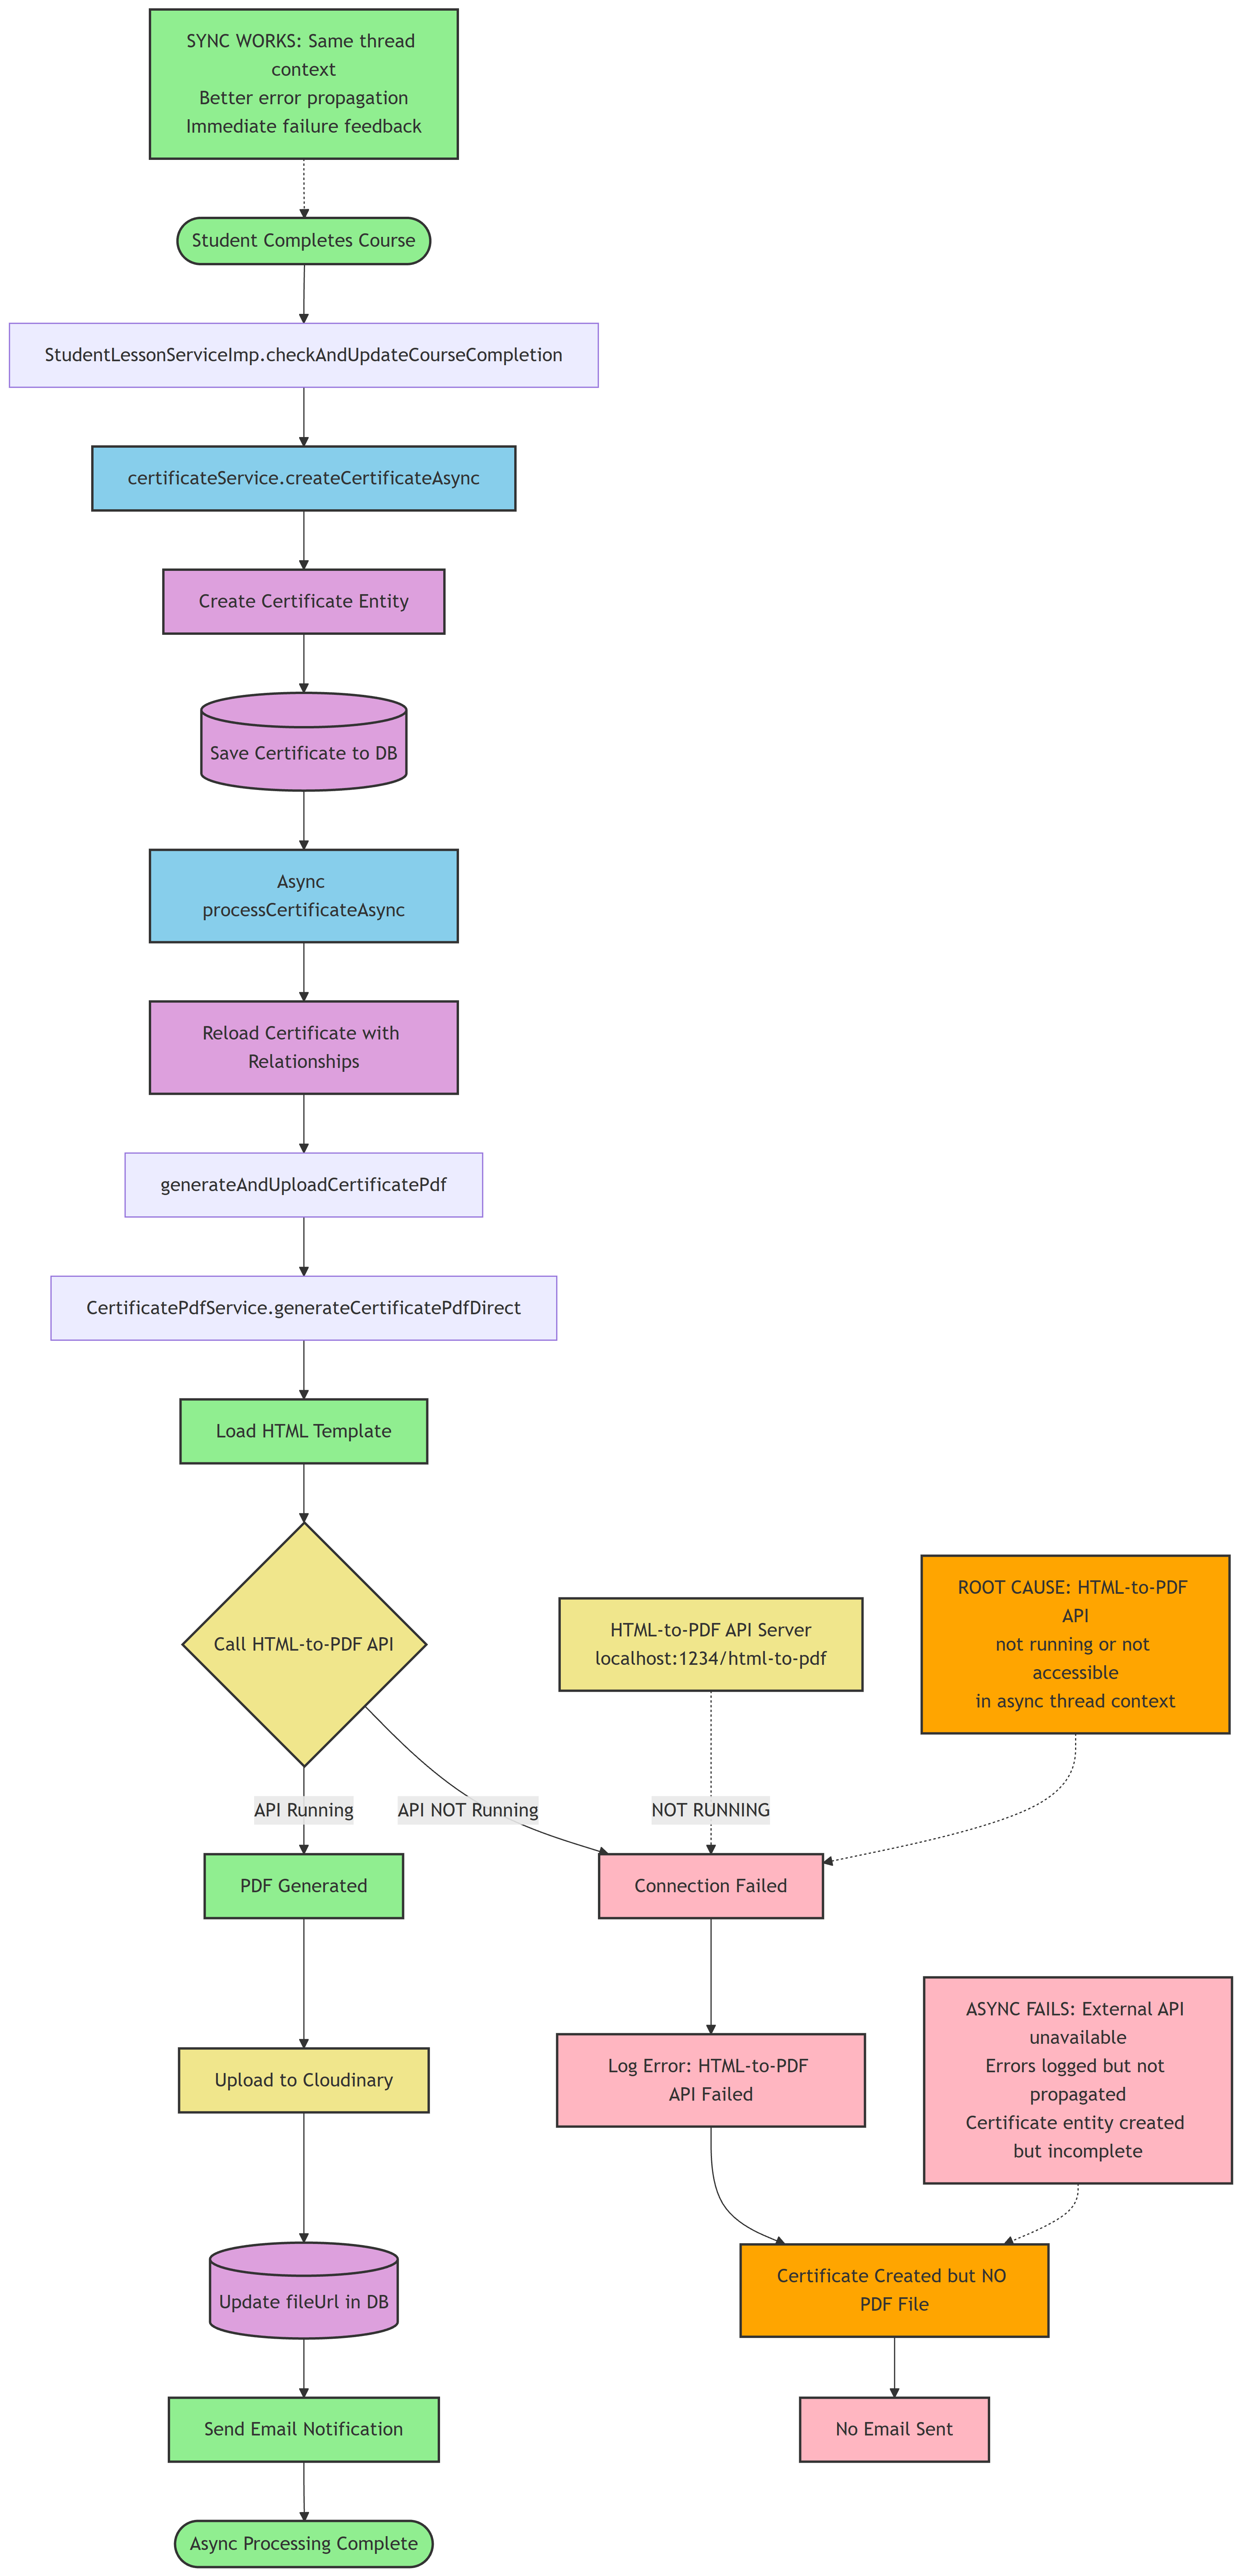 SYNC WORKS: Same thread
context
Better error propagation
Immediate failure feedback
Student Completes Course
StudentLessonServiceImp.checkAndUpdateCourseCompletion
certificateService.createCertificateAsync
Create Certificate Entity
Save Certificate to DB
Async
processCertificateAsync
Reload Certificate with
Relationships
generateAndUploadCertificatePdf
CertificatePdfService.generateCertificatePdfDirect
Load HTML Template
Call HTML-to-PDF API
HTML-to-PDF API Server
localhost:1234/html-to-pdf
ROOT CAUSE: HTML-to-PDF
API
not running or not
accessible
in async thread context
API Running
API NOT Running
NOT RUNNING
PDF Generated
Connection Failed
Upload to Cloudinary
Log Error: HTML-to-PDF
API Failed
ASYNC FAILS: External API
unavailable
Errors logged but not
propagated
Certificate entity created
but incomplete
Update fileUrl in DB
Certificate Created but NO
PDF File
Send Email Notification
No Email Sent
Async Processing Complete